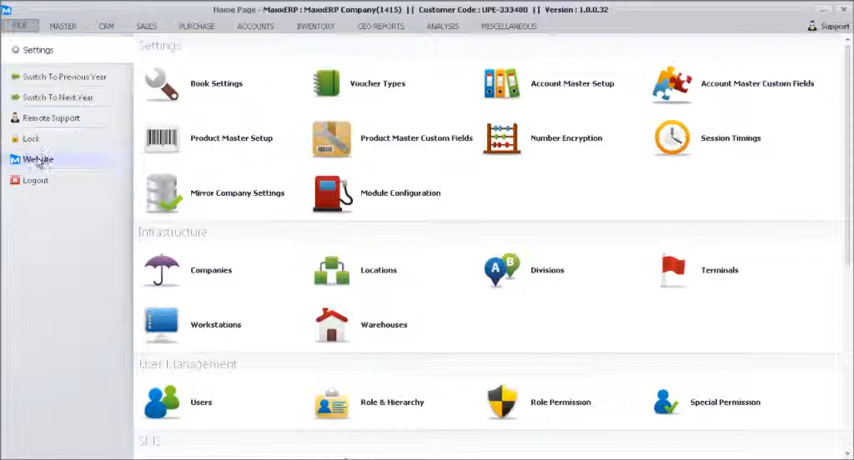 Home Page - MaxxERP : MaxxERP Company(1415) || Customer Code : UPE-333480 || Version : 1.0.0.32
FILE MASTER CRM SALES PURCHASE ACCOUNTS INVENTORY CEO REPORTS ANALYSIS MISCELLANEOUS Support
Settings
Switch To Previous Year
Switch To Next Year
Remote Support
Lock
Website
Logout
Settings
Book Settings Voucher Types Account Master Setup Account Master Custom Fields
Product Master Setup Product Master Custom Fields Number Encryption Session Timings
Mirror Company Settings Module Configuration
Infrastructure
Companies Locations Divisions Terminals
Workstations Warehouses
User Management
Users Role & Hierarchy Role Permission Special Permission
SMS